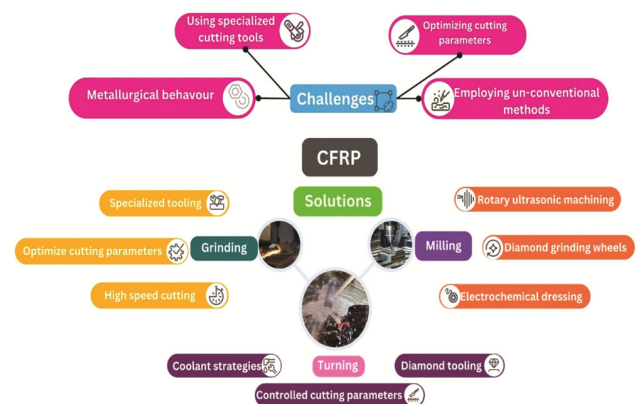 Using specialized
cutting tools
Optimizing cutting
parameters
Metallurgical behavour
Challenges
Employing un-conventional
methods
CFRP
Solutions
Specialized tooling
Rotary ultrasonic machining
Optimize cutting parameters
Grinding
Milling
Diamond grinding wheels
High speed cutting
Electrochemical dressing
Coolant strategies
Turning
Diamond tooling
Controlled cutting parameters